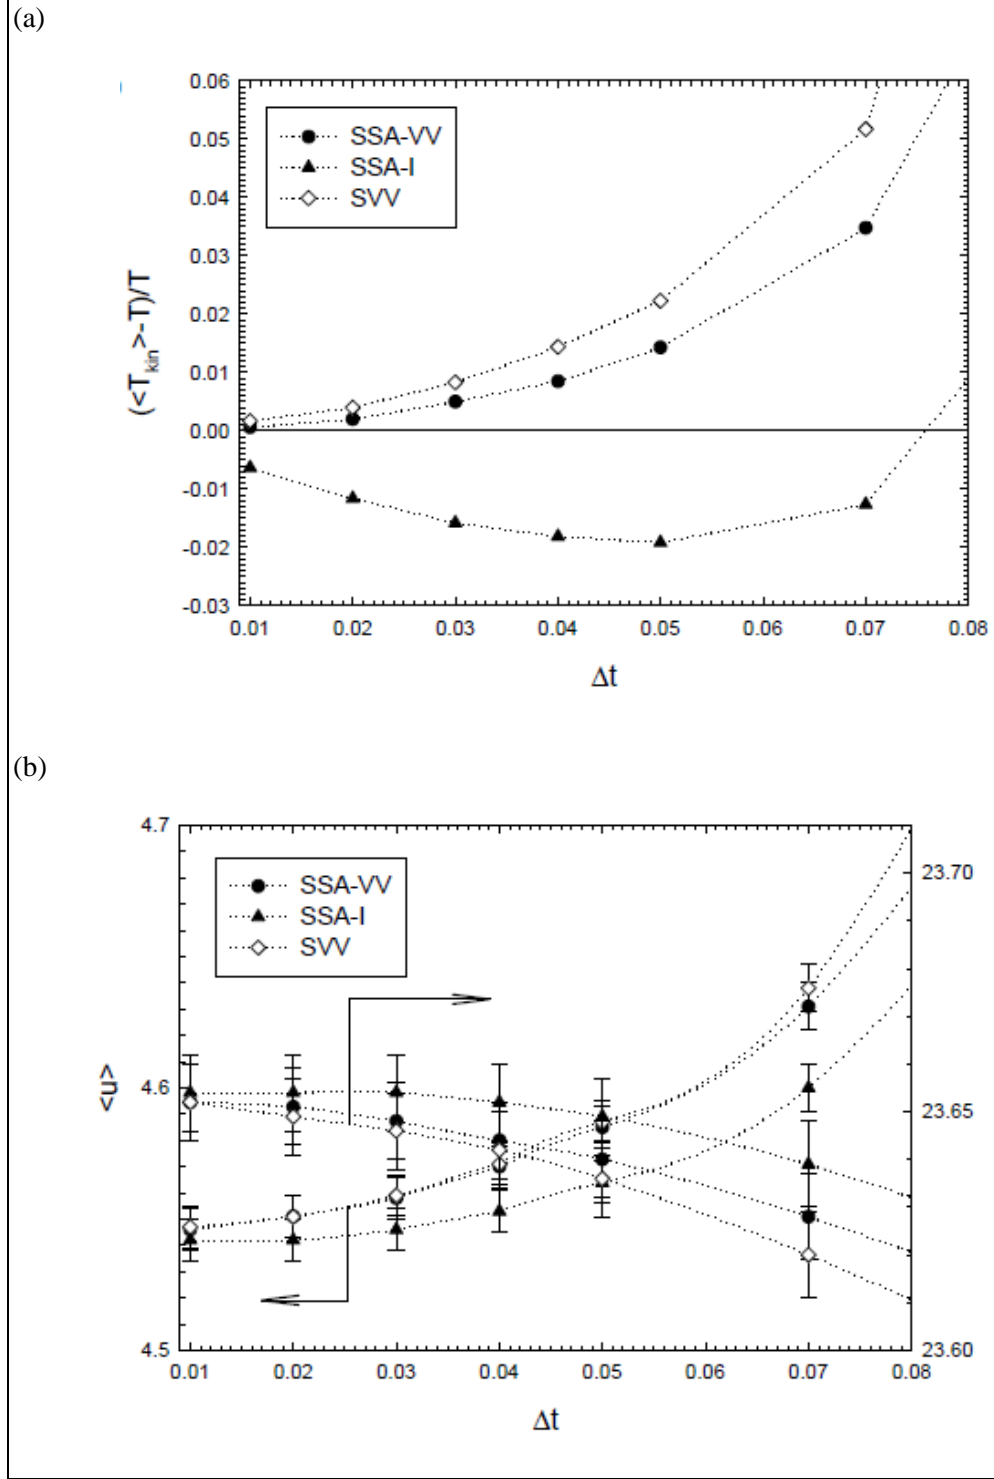 (a)
0.06
0.05
0.04
0.03
0.02
0.01
0.00
-0.01
-0.02
-0.03
(<T_kin>-T)/T
SSA-VV
SSA-I
SVV
0.01 0.02 0.03 0.04 0.05 0.06 0.07 0.08
Δt
(b)
4.7
4.6
4.5
<u>
SSA-VV
SSA-I
SVV
23.70
23.65
23.60
0.01 0.02 0.03 0.04 0.05 0.06 0.07 0.08
Δt